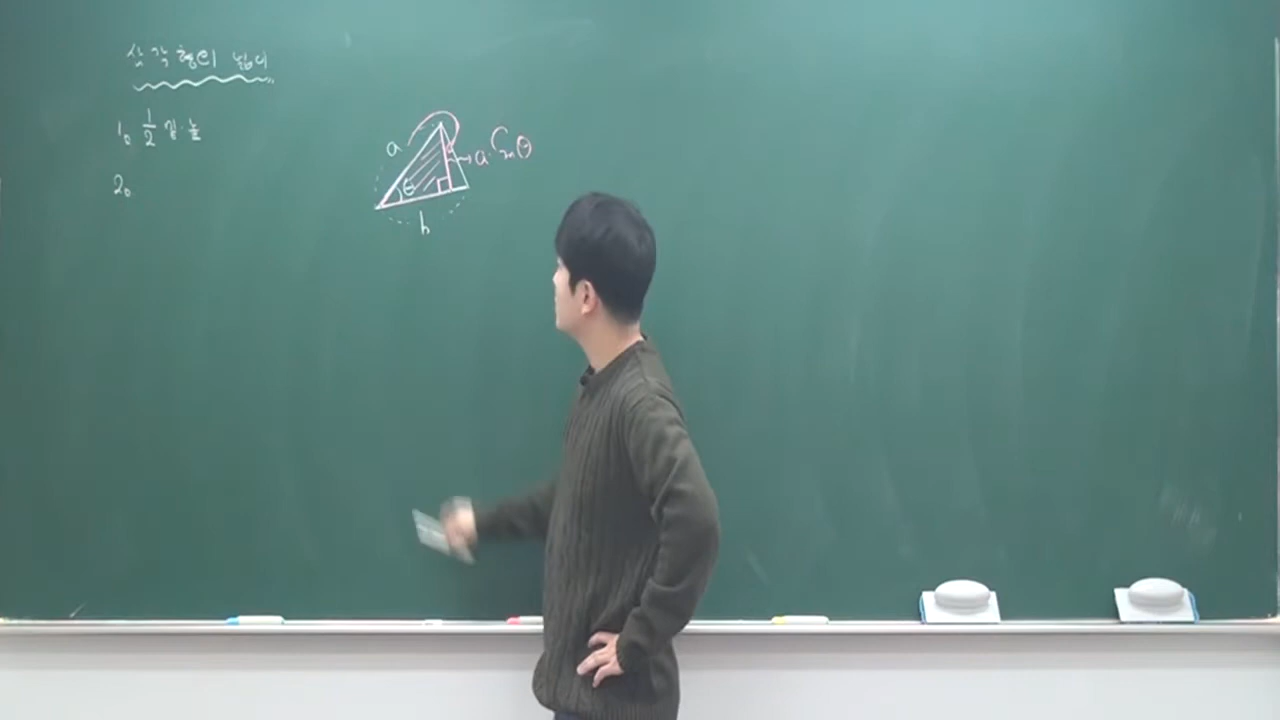 삼각형의 넓이
1. 1/2 밑·높
2.
a
θ
→ a·sinθ
b